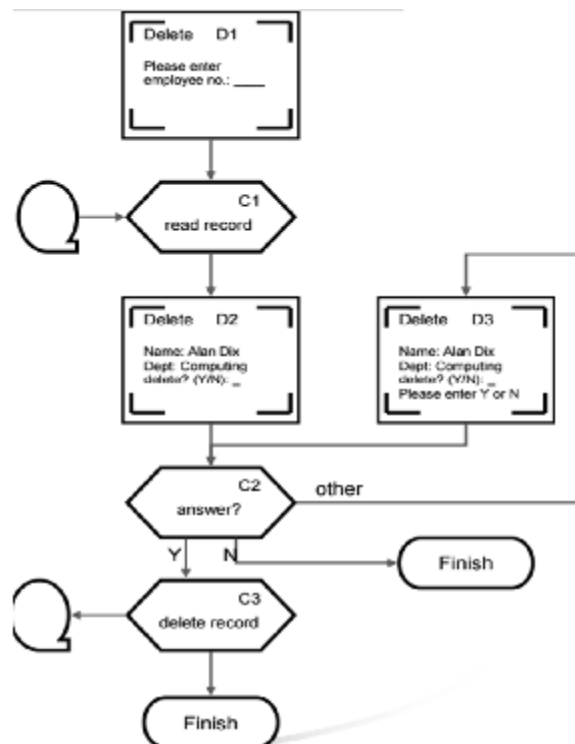 Delete D1
Please enter
employee no.: ____
C1
read record
Delete D2
Name: Alan Dix
Dept: Computing
delete? (Y/N): _
Delete D3
Name: Alan Dix
Dept: Computing
delete? (Y/N): _
Please enter Y or N
C2
answer?
other
Y
N
Finish
C3
delete record
Finish